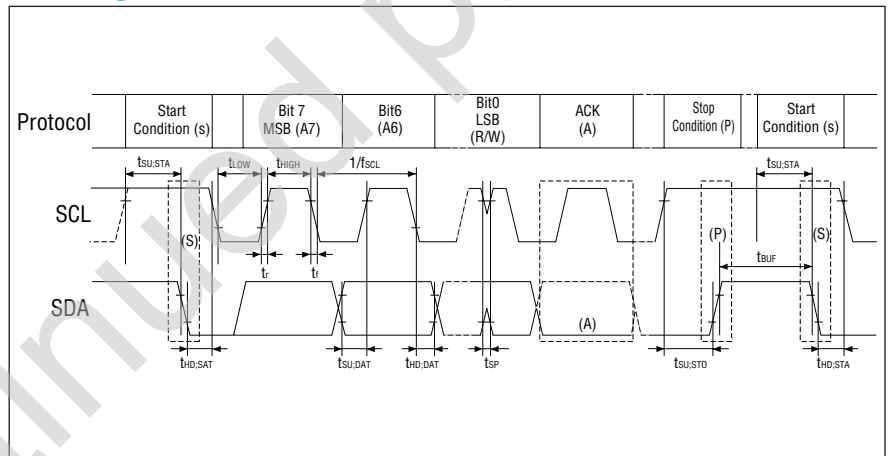 Protocol
Start
Condition (s)
Bit 7
MSB (A7)
Bit6
(A6)
Bit0
LSB
(R/W)
ACK
(A)
Stop
Condition (P)
Start
Condition (s)
tSU;STA
tLOW
tHIGH
1/fSCL
tSU;STA
SCL
(S)
(P)
(S)
tr
tf
tBUF
SDA
(A)
tHD;SAT
tSU;DAT
tHD;DAT
tSP
tSU;STO
tHD;STA